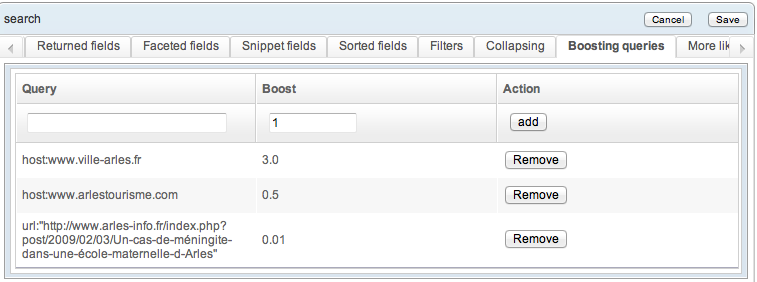 search Cancel Save
Returned fields Faceted fields Snippet fields Sorted fields Filters Collapsing Boosting queries More lik
Query Boost Action
1 add
host:www.ville-arles.fr 3.0 Remove
host:www.arlestourisme.com 0.5 Remove
url:"http://www.arles-info.fr/index.php?
post/2009/02/03/Un-cas-de-méningite- 0.01 Remove
dans-une-école-maternelle-d-Arles"